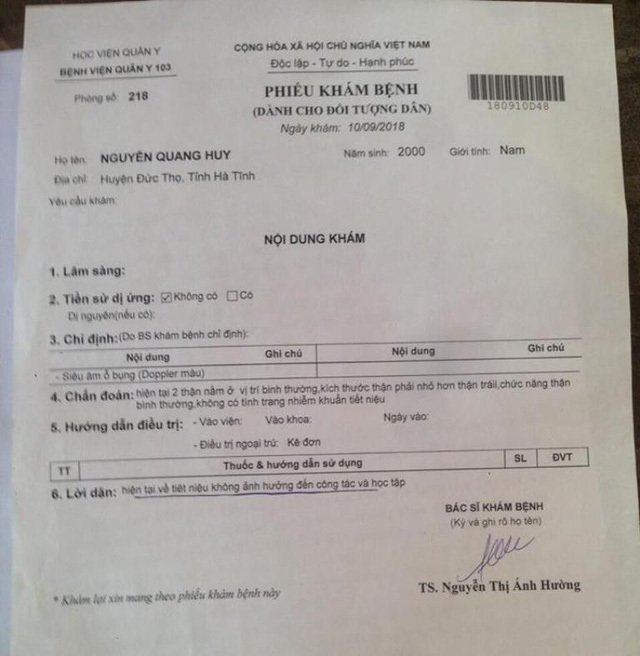 HỌC VIỆN QUÂN Y
BỆNH VIỆN QUÂN Y 103
Phòng số: 218
CỘNG HÒA XÃ HỘI CHỦ NGHĨA VIỆT NAM
Độc lập - Tự do - Hạnh phúc
PHIẾU KHÁM BỆNH
(DÀNH CHO ĐỐI TƯỢNG DÂN)
Ngày khám: 10/09/2018
180910D48
Họ tên: NGUYỄN QUANG HUY Năm sinh: 2000 Giới tính: Nam
Địa chỉ: Huyện Đức Thọ, Tỉnh Hà Tĩnh
Yêu cầu khám:
NỘI DUNG KHÁM
1. Lâm sàng:
2. Tiền sử dị ứng: ☑Không có ☐Có
Dị nguyên(nếu có):
3. Chỉ định:(Do BS khám bệnh chỉ định):
Nội dung Ghi chú Nội dung Ghi chú
- Siêu âm ổ bụng (Doppler màu)
4. Chẩn đoán: hiện tại 2 thận nằm ở vị trí bình thường,kích thước thận phải nhỏ hơn thận tráil,chức năng thận
bình thường,không có tình trạng nhiễm khuẩn tiết niệu
5. Hướng dẫn điều trị: - Vào viện: Vào khoa: Ngày vào:
- Điều trị ngoại trú: Kê đơn
TT Thuốc & hướng dẫn sử dụng SL ĐVT
6. Lời dặn: hiện tại về tiết niệu không ảnh hưởng đến công tác và học tập
BÁC SĨ KHÁM BỆNH
(Ký và ghi rõ họ tên)
TS. Nguyễn Thị Ánh Hường
* Khám lại xin mang theo phiếu khám bệnh này